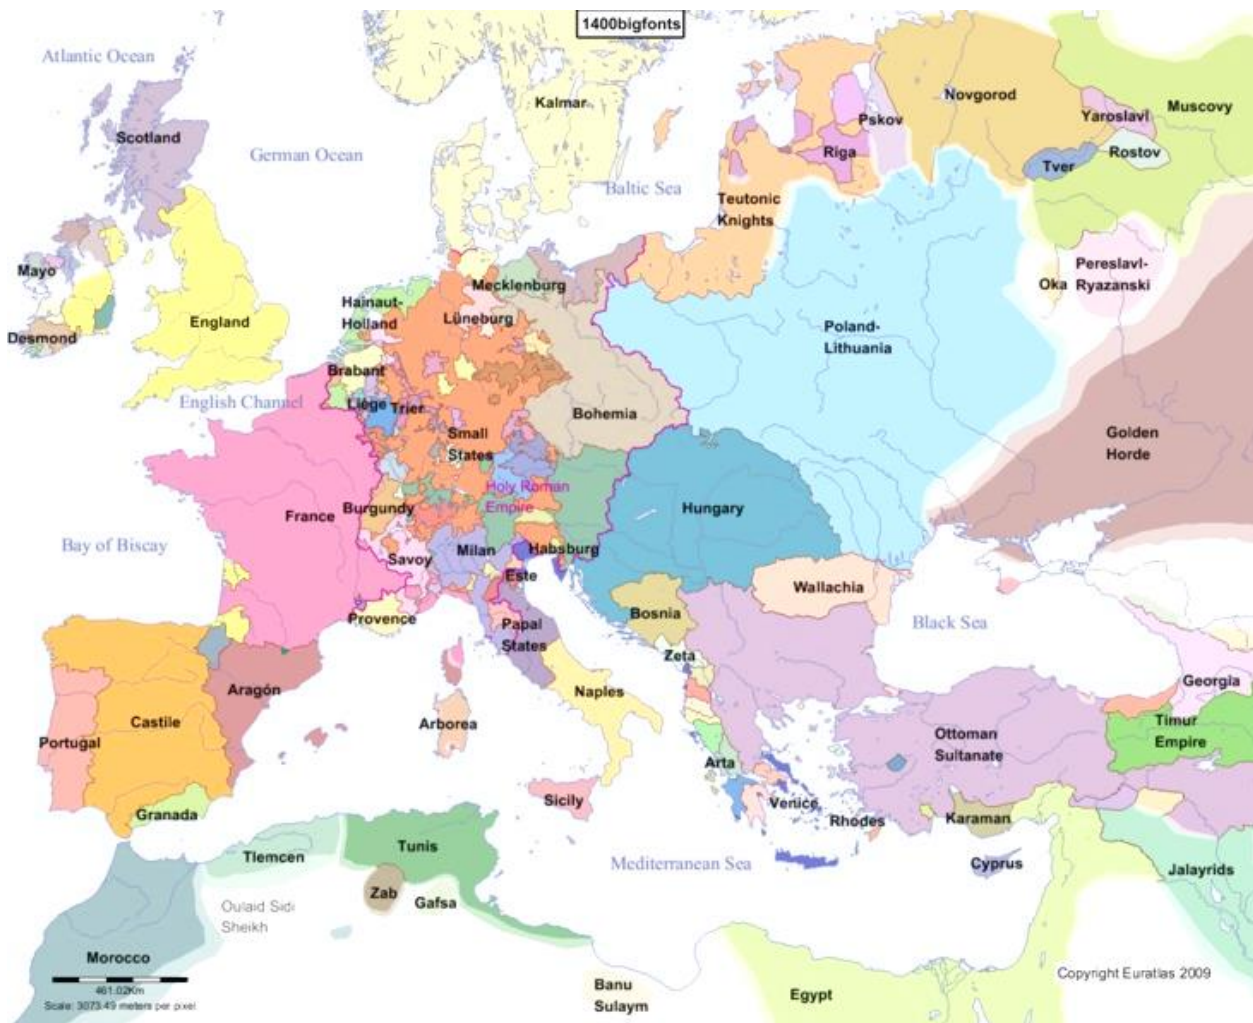 1400bigfonts
Atlantic Ocean
Scotland
German Ocean
Kalmar
Baltic Sea
Novgorod
Muscovy
Yaroslavl
Pskov
Riga
Rostov
Tver
Teutonic
Knights
Mayo
Desmond
England
English Channel
Hainaut-
Holland
Mecklenburg
Lüneburg
Brabant
Liège
Trier
Small
States
Bohemia
Holy Roman
Empire
Poland-
Lithuania
Oka
Pereslavl-
Ryazanski
Golden
Horde
France
Burgundy
Bay of Biscay
Savoy
Milan
Habsburg
Este
Hungary
Wallachia
Provence
Papal
States
Bosnia
Zeta
Black Sea
Georgia
Aragón
Castile
Portugal
Granada
Arborea
Naples
Sicily
Arta
Venice
Rhodes
Ottoman
Sultanate
Timur
Empire
Karaman
Cyprus
Jalayrids
Mediterranean Sea
Tlemcen
Tunis
Zab
Gafsa
Oulaid Sidi
Sheikh
Morocco
461.02Km
Scale: 3073.49 meters per pixel
Banu
Sulaym
Egypt
Copyright Euratlas 2009